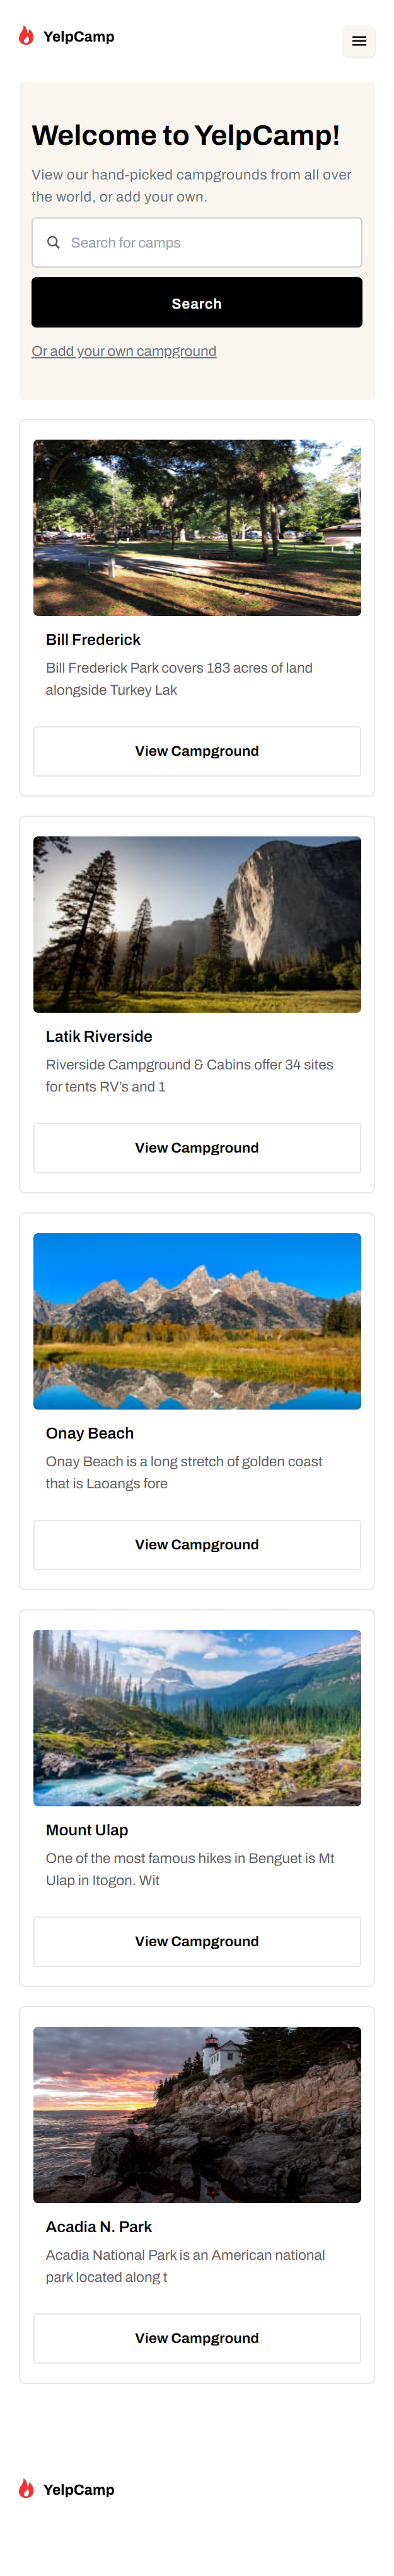 YelpCamp
Welcome to YelpCamp!
View our hand-picked campgrounds from all over
the world, or add your own.
Search for camps
Search
Or add your own campground
Bill Frederick
Bill Frederick Park covers 183 acres of land
alongside Turkey Lak
View Campground
Latik Riverside
Riverside Campground & Cabins offer 34 sites
for tents RV's and 1
View Campground
Onay Beach
Onay Beach is a long stretch of golden coast
that is Laoangs fore
View Campground
Mount Ulap
One of the most famous hikes in Benguet is Mt
Ulap in Itogon. Wit
View Campground
Acadia N. Park
Acadia National Park is an American national
park located along t
View Campground
YelpCamp